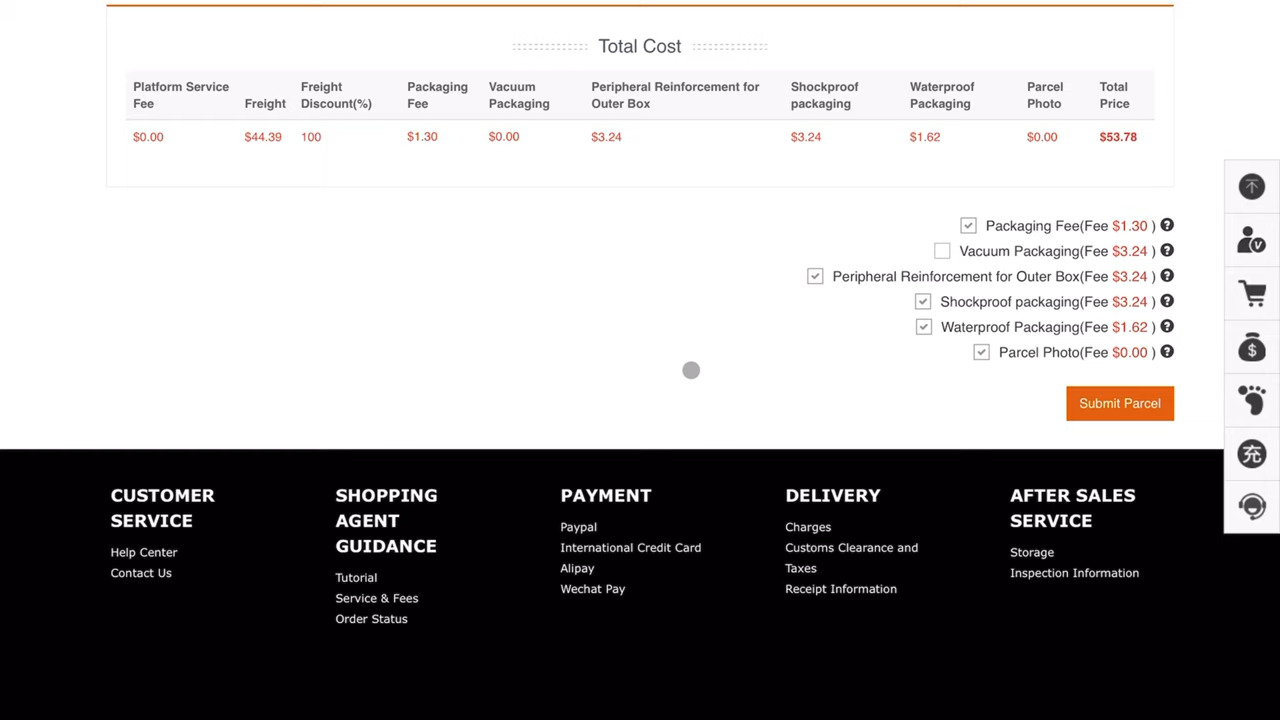 Total Cost
Platform Service Fee
Freight
Freight Discount(%)
Packaging Fee
Vacuum Packaging
Peripheral Reinforcement for Outer Box
Shockproof packaging
Waterproof Packaging
Parcel Photo
Total Price
$0.00 $44.39 100 $1.30 $0.00 $3.24 $3.24 $1.62 $0.00 $53.78
Packaging Fee(Fee $1.30 )
Vacuum Packaging(Fee $3.24 )
Peripheral Reinforcement for Outer Box(Fee $3.24 )
Shockproof packaging(Fee $3.24 )
Waterproof Packaging(Fee $1.62 )
Parcel Photo(Fee $0.00 )
Submit Parcel
充
CUSTOMER
SERVICE
Help Center
Contact Us
SHOPPING
AGENT
GUIDANCE
Tutorial
Service & Fees
Order Status
PAYMENT
Paypal
International Credit Card
Alipay
Wechat Pay
DELIVERY
Charges
Customs Clearance and
Taxes
Receipt Information
AFTER SALES
SERVICE
Storage
Inspection Information